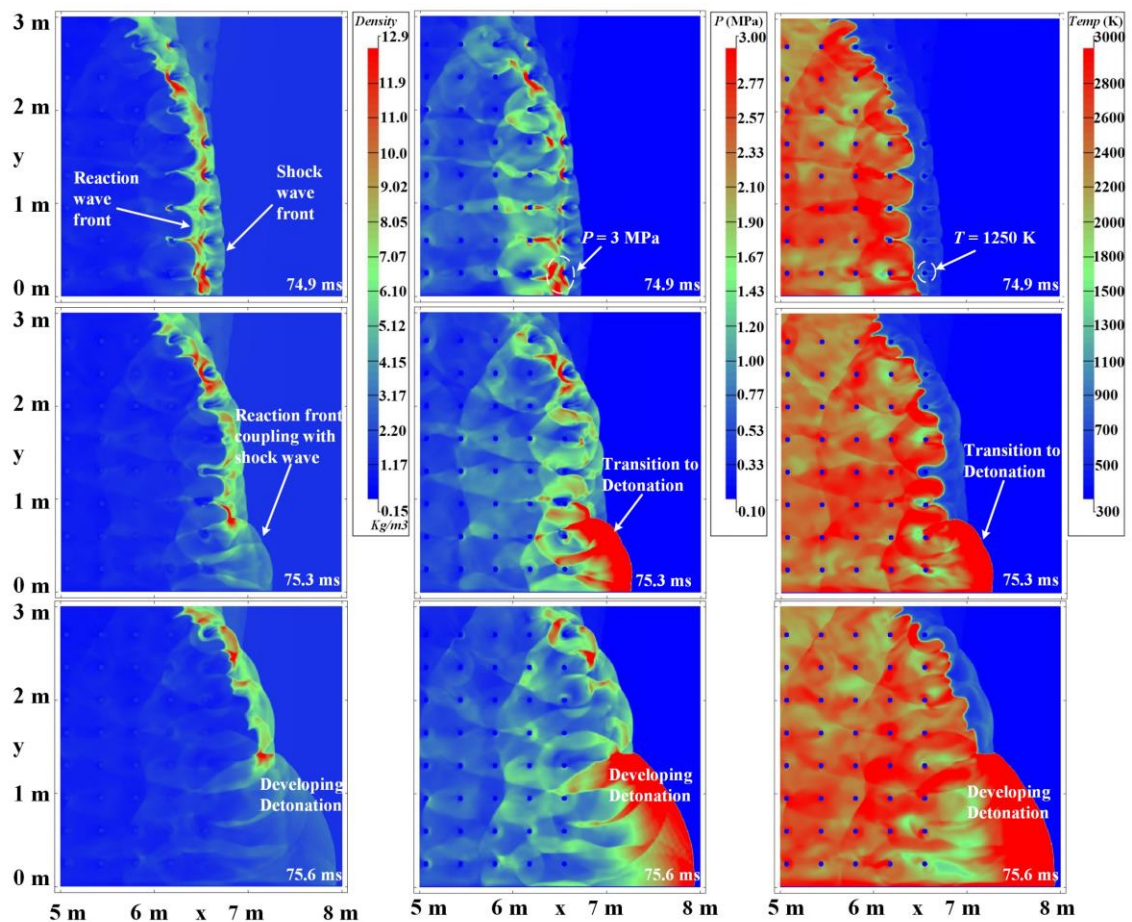 3 m
2 m
y
1 m
0 m
Reaction
wave
front
Shock
wave
front
74.9 ms
Density
12.9
11.9
11.0
10.0
9.02
8.05
7.07
6.10
5.12
4.15
3.17
2.20
1.17
0.15
Kg/m3
P = 3 MPa
74.9 ms
P (MPa)
3.00
2.77
2.57
2.33
2.10
1.90
1.67
1.43
1.20
1.00
0.77
0.53
0.33
0.10
T = 1250 K
74.9 ms
Temp (K)
3000
2800
2600
2400
2200
1900
1700
1500
1300
1100
900
700
500
300
3 m
2 m
y
1 m
0 m
Reaction front
coupling with
shock wave
75.3 ms
Transition to
Detonation
75.3 ms
Transition to
Detonation
75.3 ms
3 m
2 m
y
1 m
0 m
Developing
Detonation
75.6 ms
Developing
Detonation
75.6 ms
Developing
Detonation
75.6 ms
5 m 6 m x 7 m 8 m
5 m 6 m x 7 m 8 m
5 m 6 m x 7 m 8 m